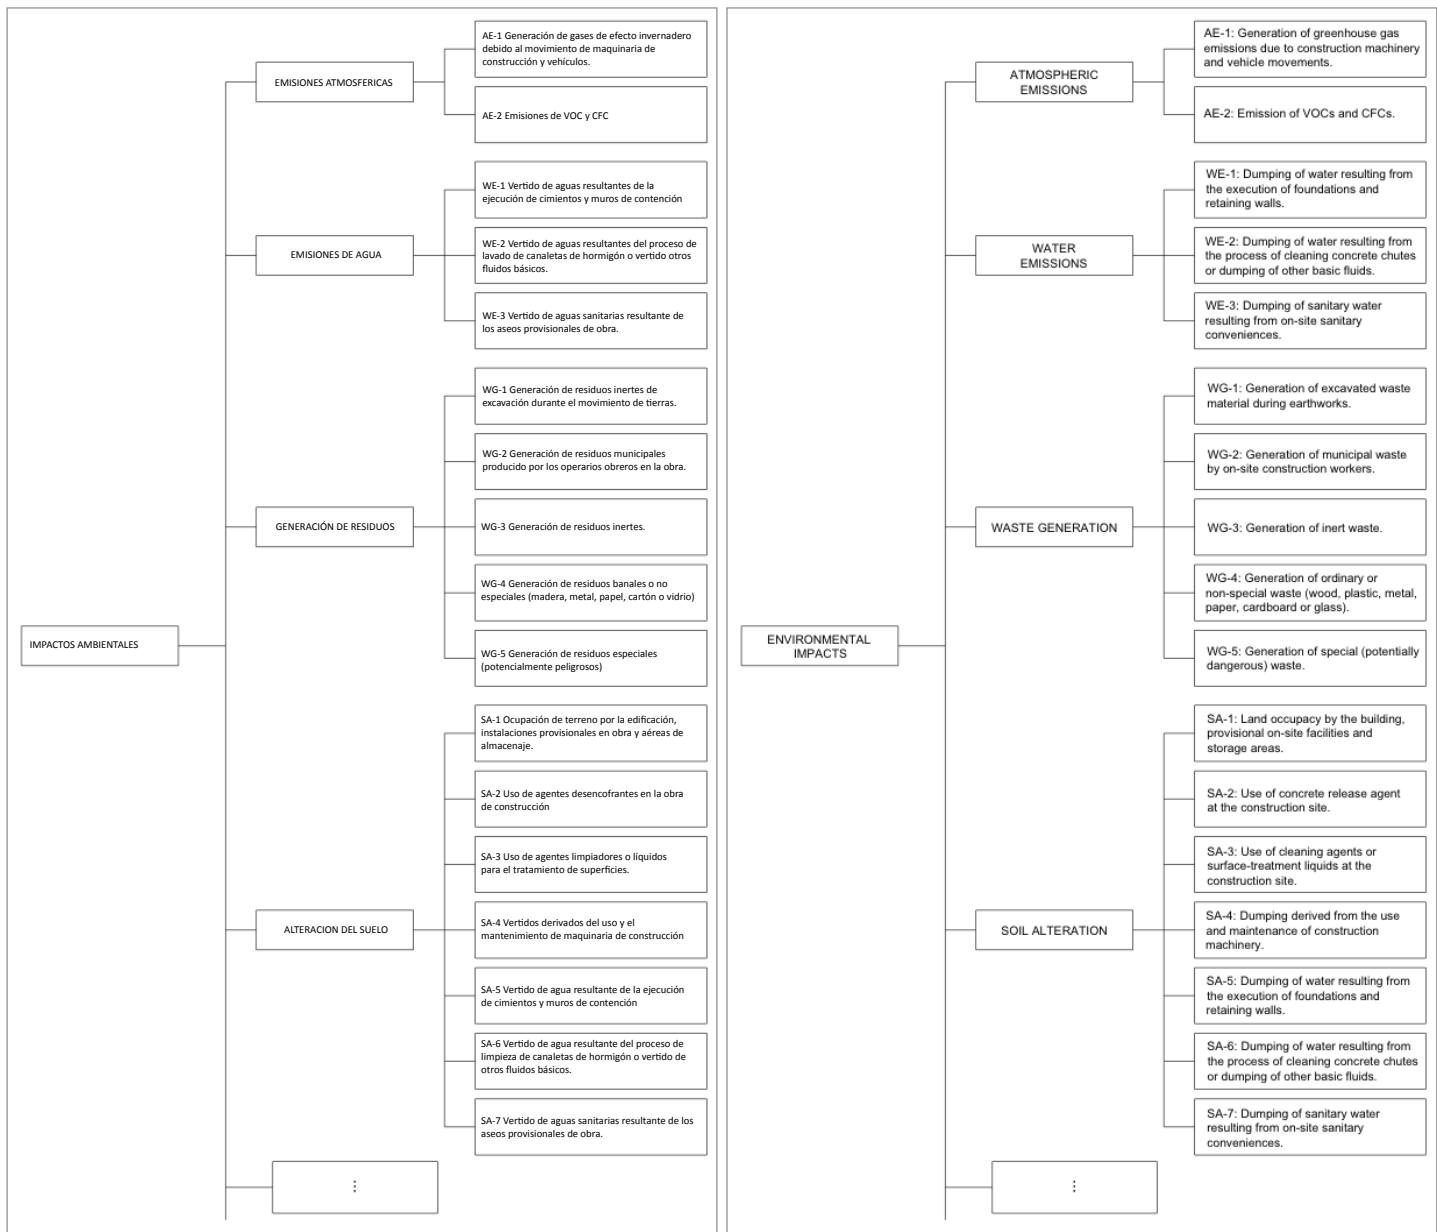 IMPACTOS AMBIENTALES
EMISIONES ATMOSFERICAS
AE-1 Generación de gases de efecto invernadero
debido al movimiento de maquinaria de
construcción y vehículos.
AE-2 Emisiones de VOC y CFC
EMISIONES DE AGUA
WE-1 Vertido de aguas resultantes de la
ejecución de cimientos y muros de contención
WE-2 Vertido de aguas resultantes del proceso de
lavado de canaletas de hormigón o vertido otros
fluidos básicos.
WE-3 Vertido de aguas sanitarias resultante de
los aseos provisionales de obra.
GENERACIÓN DE RESIDUOS
WG-1 Generación de residuos inertes de
excavación durante el movimiento de tierras.
WG-2 Generación de residuos municipales
producido por los operarios obreros en la obra.
WG-3 Generación de residuos inertes.
WG-4 Generación de residuos banales o no
especiales (madera, metal, papel, cartón o vidrio)
WG-5 Generación de residuos especiales
(potencialmente peligrosos)
ALTERACION DEL SUELO
SA-1 Ocupación de terreno por la edificación,
instalaciones provisionales en obra y aéreas de
almacenaje.
SA-2 Uso de agentes desencofrantes en la obra
de construcción
SA-3 Uso de agentes limpiadores o líquidos
para el tratamiento de superficies.
SA-4 Vertidos derivados del uso y el
mantenimiento de maquinaria de construcción
SA-5 Vertido de agua resultante de la ejecución
de cimientos y muros de contención
SA-6 Vertido de agua resultante del proceso de
limpieza de canaletas de hormigón o vertido de
otros fluidos básicos.
SA-7 Vertido de aguas sanitarias resultante de los
aseos provisionales de obra.
⋮
ENVIRONMENTAL
IMPACTS
ATMOSPHERIC
EMISSIONS
AE-1: Generation of greenhouse gas
emissions due to construction machinery
and vehicle movements.
AE-2: Emission of VOCs and CFCs.
WATER
EMISSIONS
WE-1: Dumping of water resulting from
the execution of foundations and
retaining walls.
WE-2: Dumping of water resulting from
the process of cleaning concrete chutes
or dumping of other basic fluids.
WE-3: Dumping of sanitary water
resulting from on-site sanitary
conveniences.
WASTE GENERATION
WG-1: Generation of excavated waste
material during earthworks.
WG-2: Generation of municipal waste
by on-site construction workers.
WG-3: Generation of inert waste.
WG-4: Generation of ordinary or
non-special waste (wood, plastic, metal,
paper, cardboard or glass).
WG-5: Generation of special (potentially
dangerous) waste.
SOIL ALTERATION
SA-1: Land occupancy by the building,
provisional on-site facilities and
storage areas.
SA-2: Use of concrete release agent
at the construction site.
SA-3: Use of cleaning agents or
surface-treatment liquids at the
construction site.
SA-4: Dumping derived from the use
and maintenance of construction
machinery.
SA-5: Dumping of water resulting from
the execution of foundations and
retaining walls.
SA-6: Dumping of water resulting from
the process of cleaning concrete chutes
or dumping of other basic fluids.
SA-7: Dumping of sanitary water
resulting from on-site sanitary
conveniences.
⋮